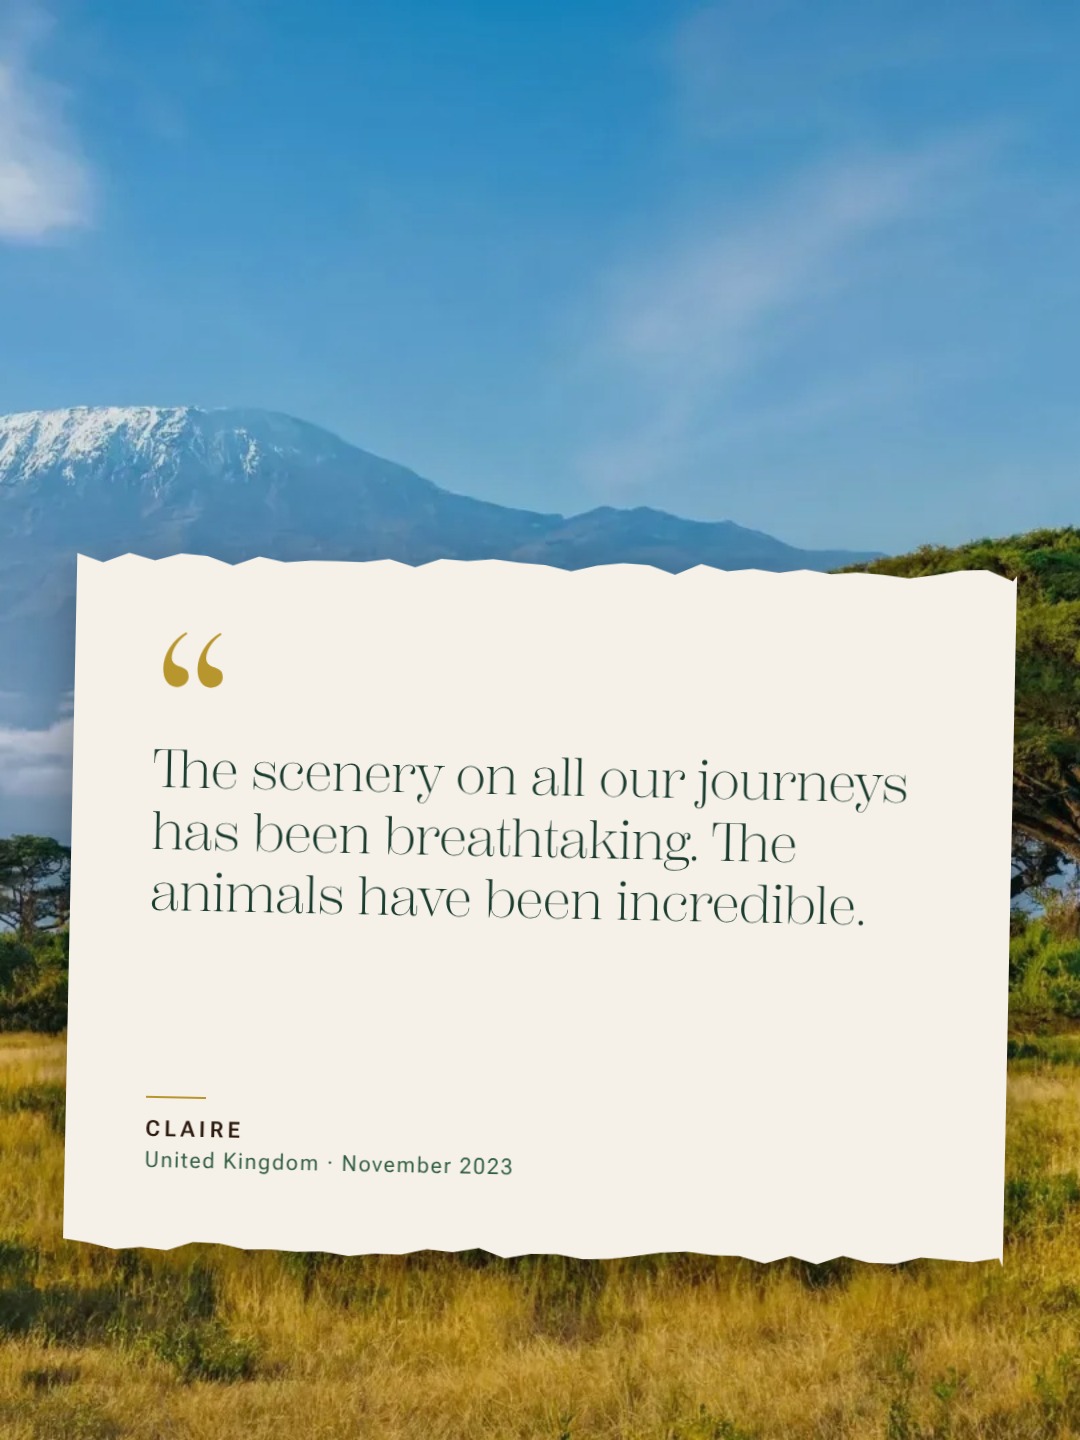 “
The scenery on all our journeys
has been breathtaking. The
animals have been incredible.
CLAIRE
United Kingdom · November 2023